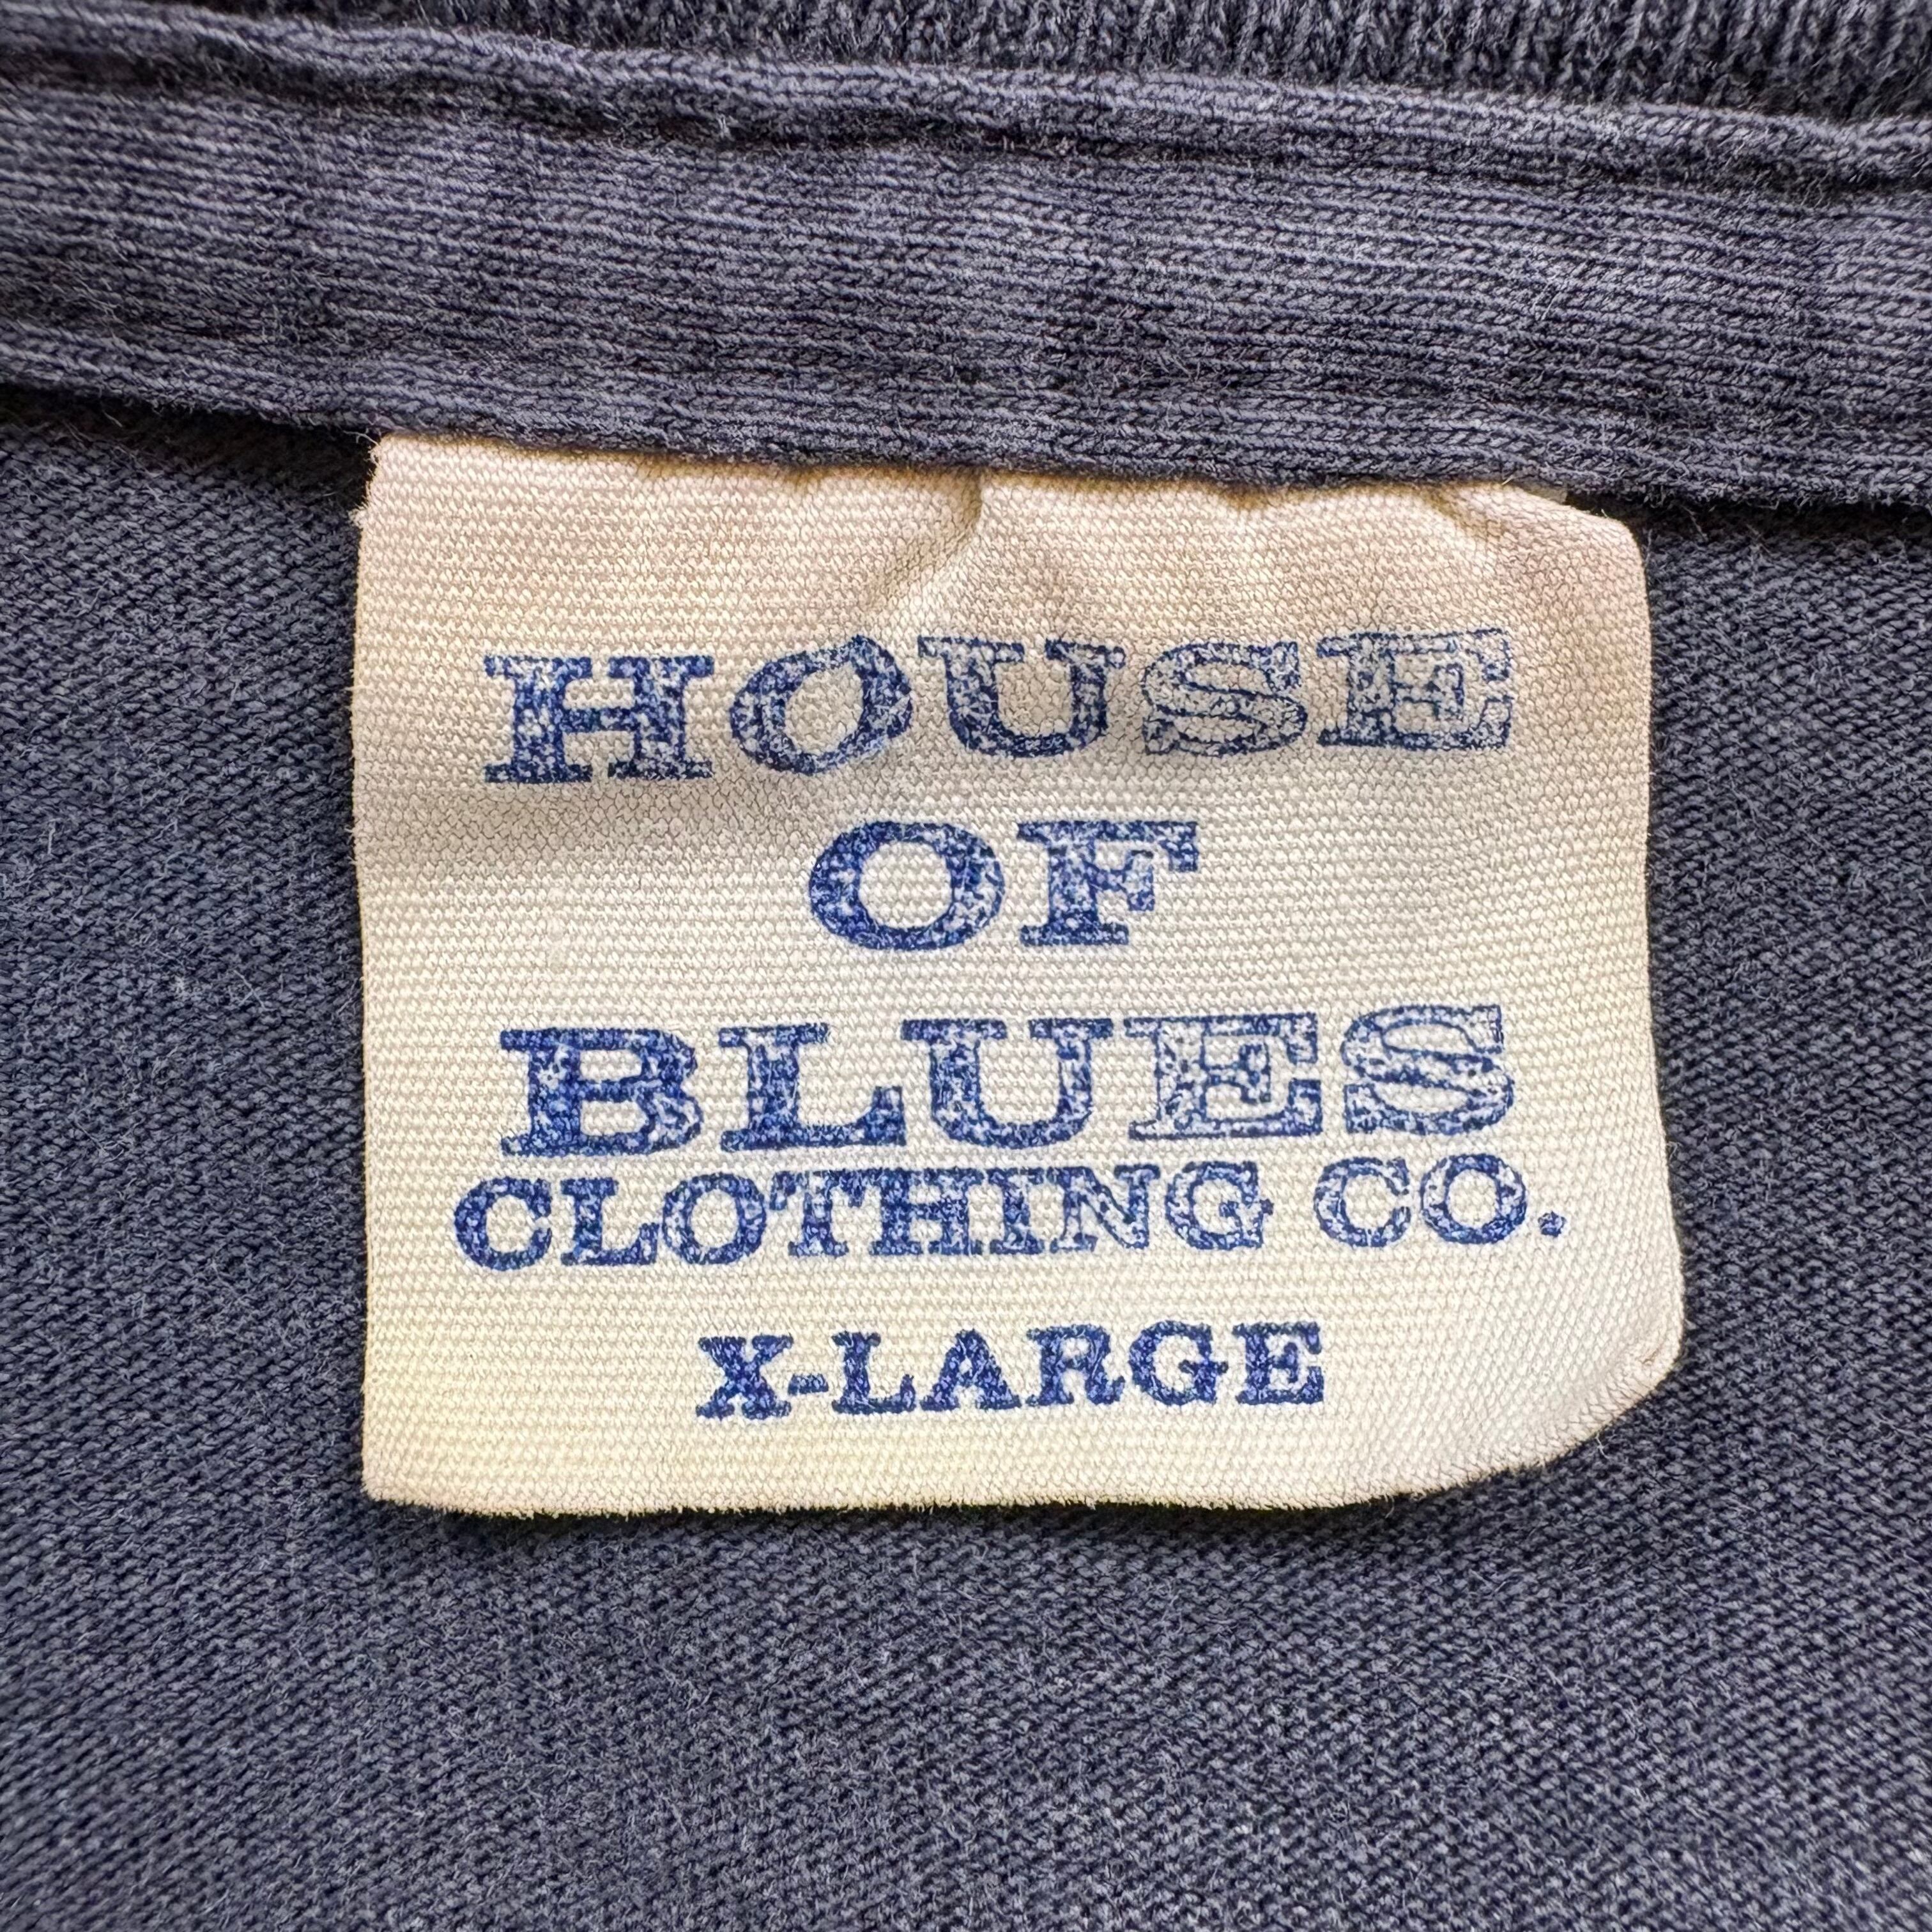 HOUSE
OF
BLUES
CLOTHING CO.
X-LARGE